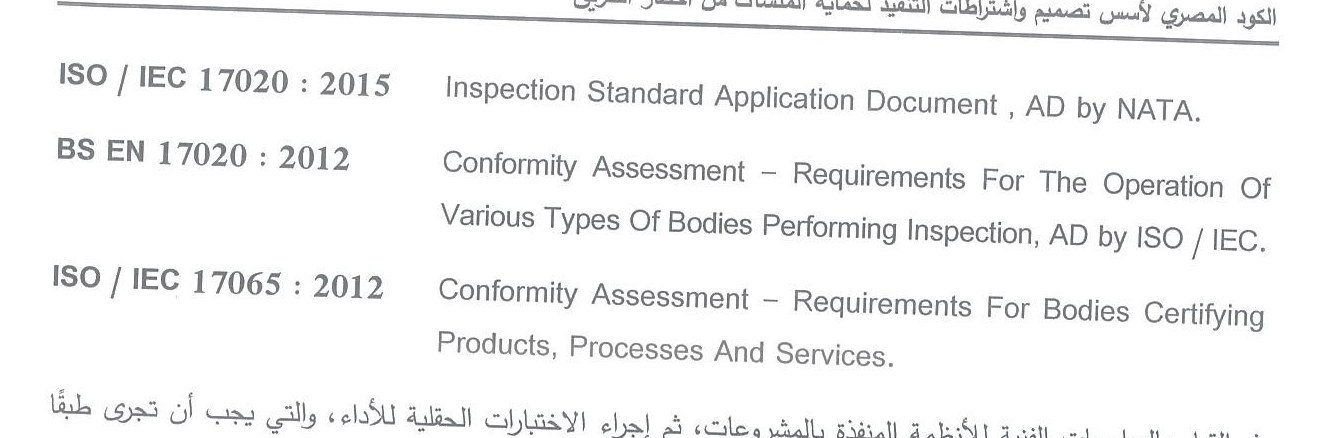 الكود المصري لأسس تصميم واشتراطات التنفيذ لحماية المنشآت من أخطار الحريق
ISO / IEC 17020 : 2015 Inspection Standard Application Document , AD by NATA.
BS EN 17020 : 2012 Conformity Assessment – Requirements For The Operation Of
Various Types Of Bodies Performing Inspection, AD by ISO / IEC.
ISO / IEC 17065 : 2012 Conformity Assessment – Requirements For Bodies Certifying
Products, Processes And Services.
الفنية للأنظمة المنفذة بالمشروعات، ثم إجراء الاختبارات الحقلية للأداء، والتي يجب أن تجرى طبقًا